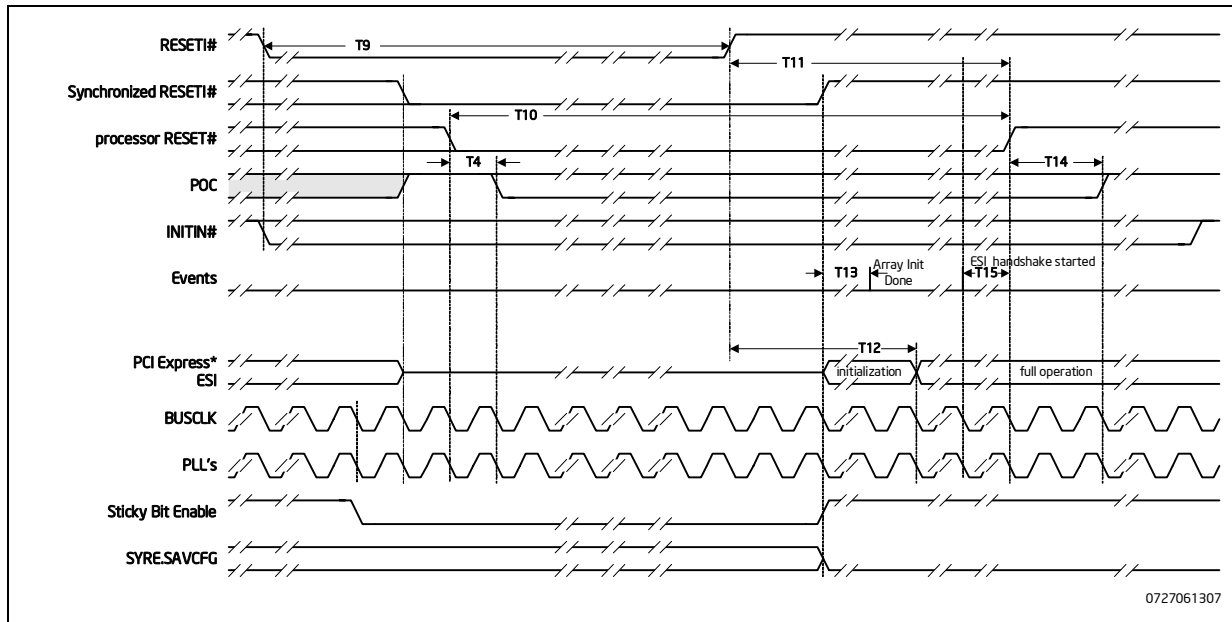 RESETI#
T9
T11
Synchronized RESETI#
T10
processor RESET#
T4
T14
POC
INITIN#
Events
T13
Array Init
Done
ESI handshake started
T15
PCI Express*
ESI
T12
initialization
full operation
BUSCLK
PLL's
Sticky Bit Enable
SYRE.SAVCFG
0727061307